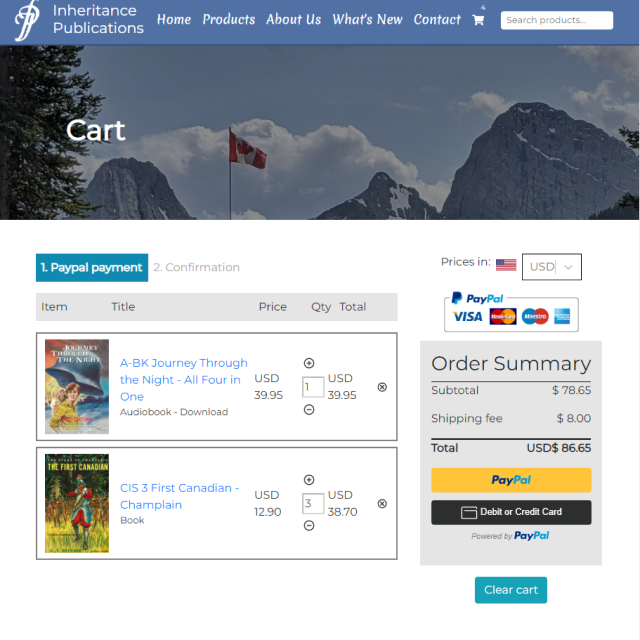 Inheritance
Publications
Home Products About Us What's New Contact
4
Search products...
Cart
1. Paypal payment 2. Confirmation
Prices in: USD
PayPal
VISA MasterCard Maestro
Item Title Price Qty Total
JOURNEY
THROUGH
THE NIGHT
A-BK Journey Through
the Night - All Four in
One
Audiobook - Download
USD
39.95
1
USD
39.95
THE FIRST CANADIAN
CIS 3 First Canadian -
Champlain
Book
USD
12.90
3
USD
38.70
Order Summary
Subtotal $ 78.65
Shipping fee $ 8.00
Total USD$ 86.65
PayPal
Debit or Credit Card
Powered by PayPal
Clear cart